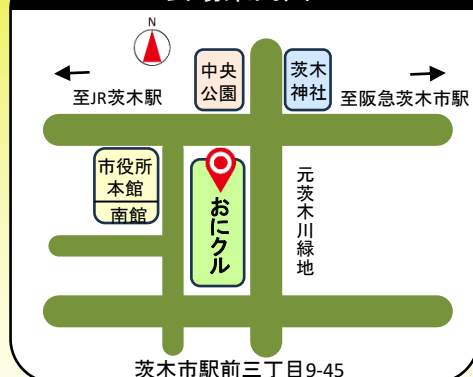 N
中央
公園
茨木
神社
至JR茨木駅
至阪急茨木市駅
市役所
本館
南館
おにクル
元茨木川緑地
茨木市駅前三丁目9-45